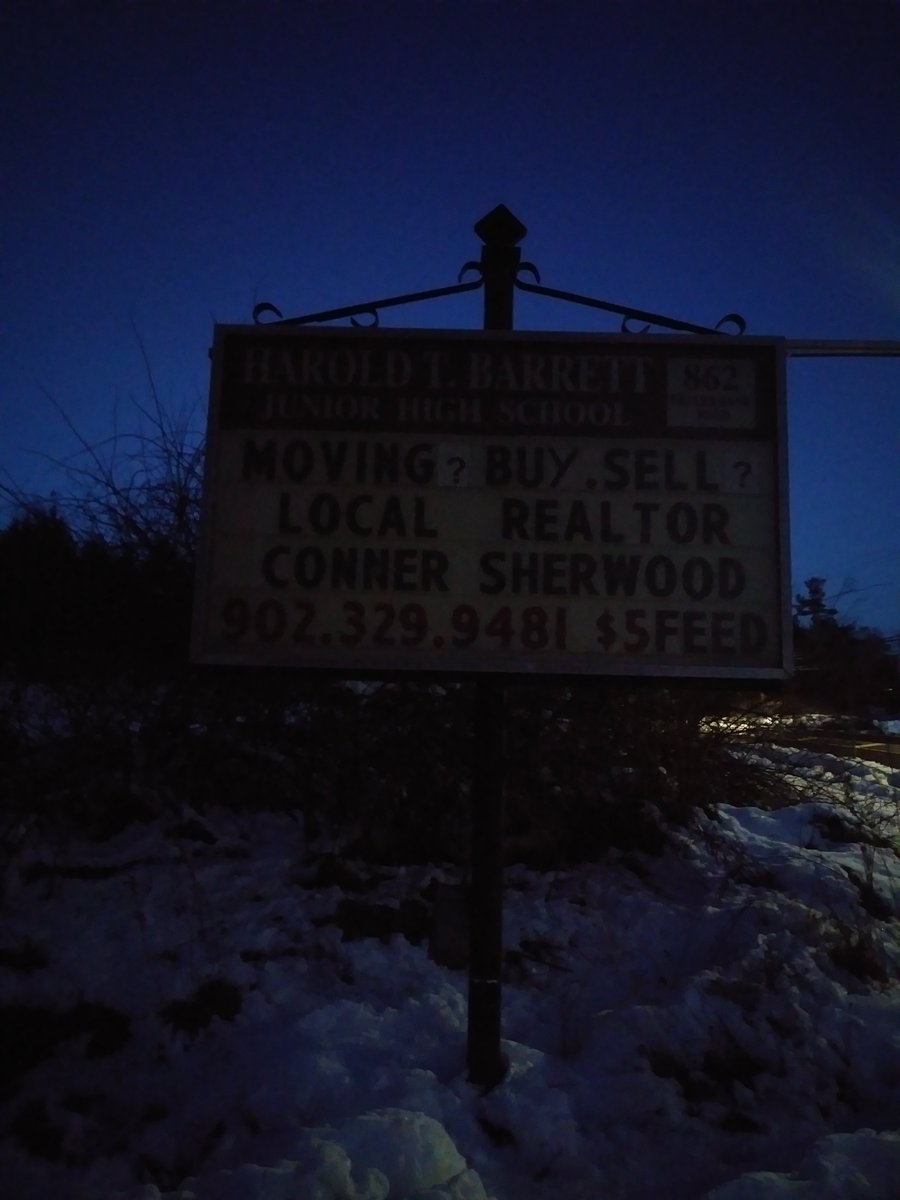 HAROLD T. BARRETT
862
JUNIOR HIGH SCHOOL
MOVING? BUY.SELL?
LOCAL REALTOR
CONNER SHERWOOD
902.329.9481 $5FEED